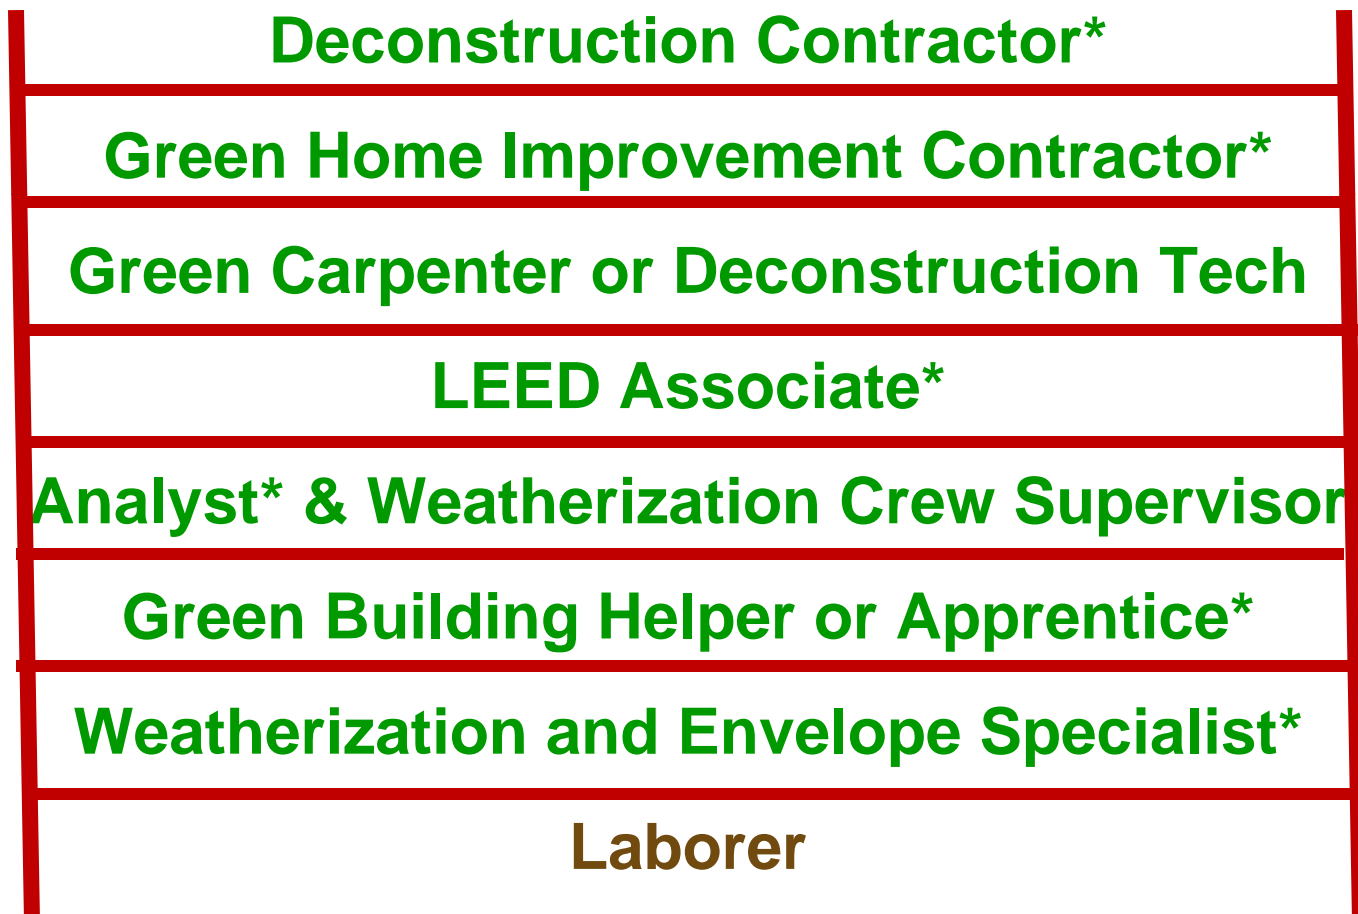 Deconstruction Contractor*
Green Home Improvement Contractor*
Green Carpenter or Deconstruction Tech
LEED Associate*
Analyst* & Weatherization Crew Supervisor
Green Building Helper or Apprentice*
Weatherization and Envelope Specialist*
Laborer